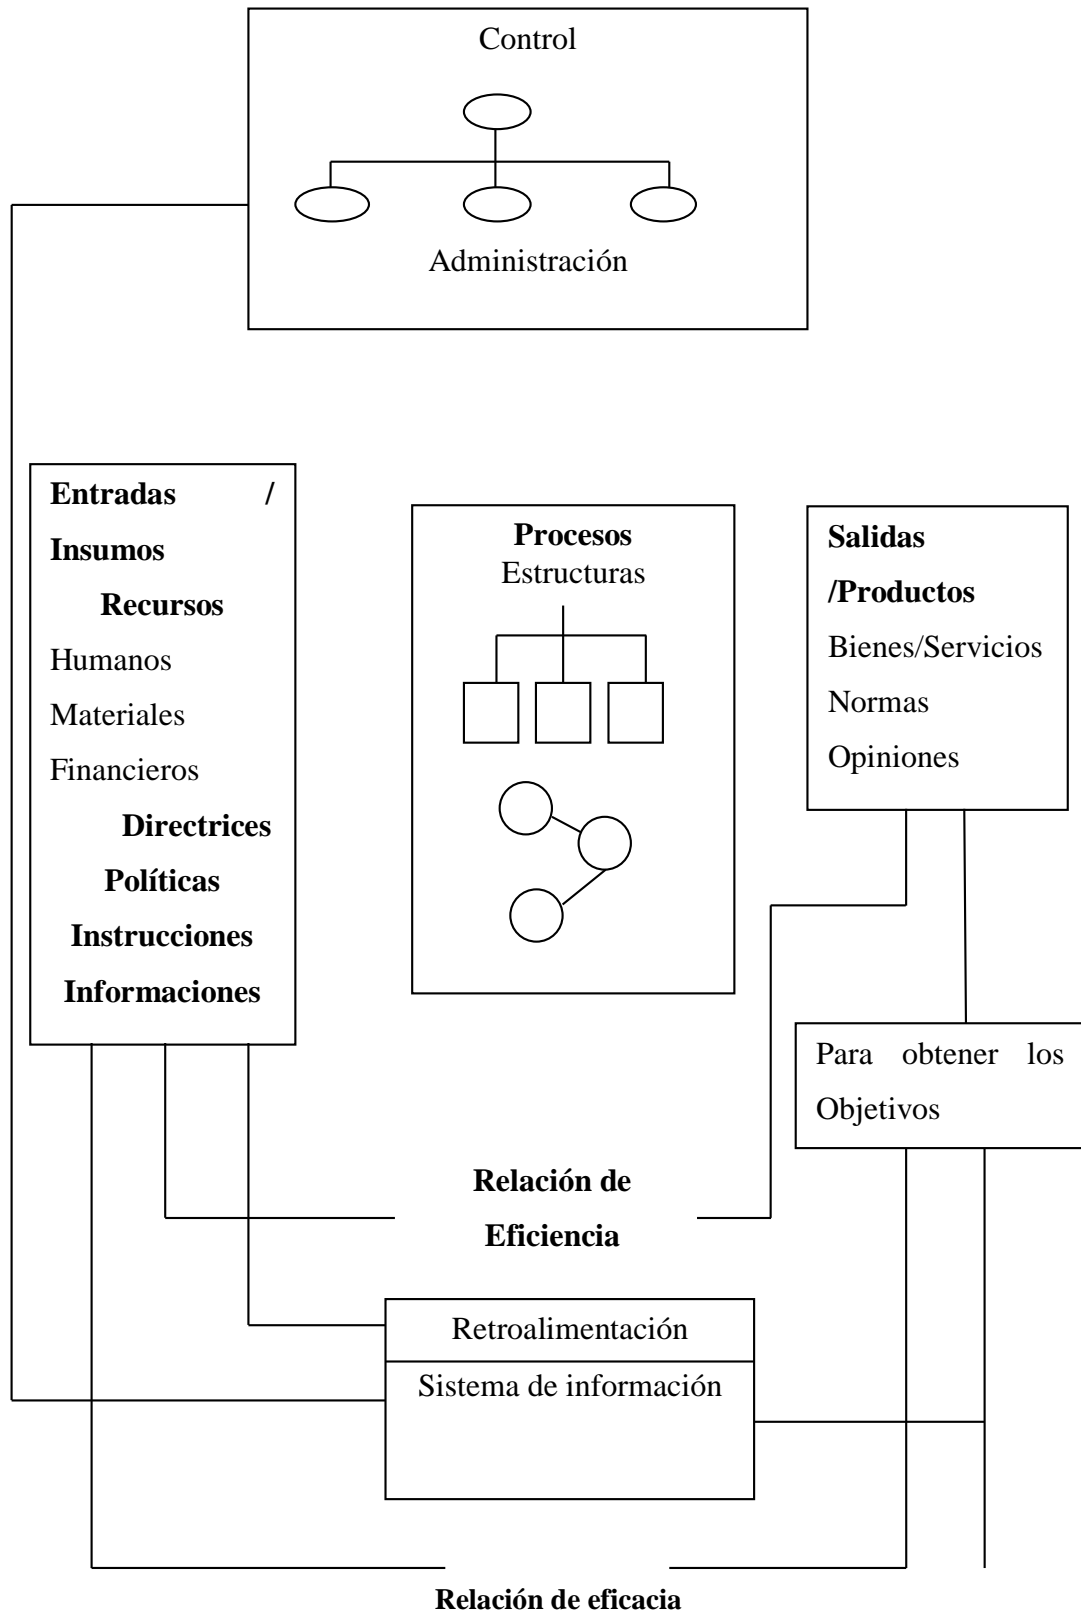 Control
Administración
Entradas /
Insumos
Recursos
Humanos
Materiales
Financieros
Directrices
Políticas
Instrucciones
Informaciones
Procesos
Estructuras
Salidas
/Productos
Bienes/Servicios
Normas
Opiniones
Para obtener los
Objetivos
Relación de
Eficiencia
Retroalimentación
Sistema de información
Relación de eficacia